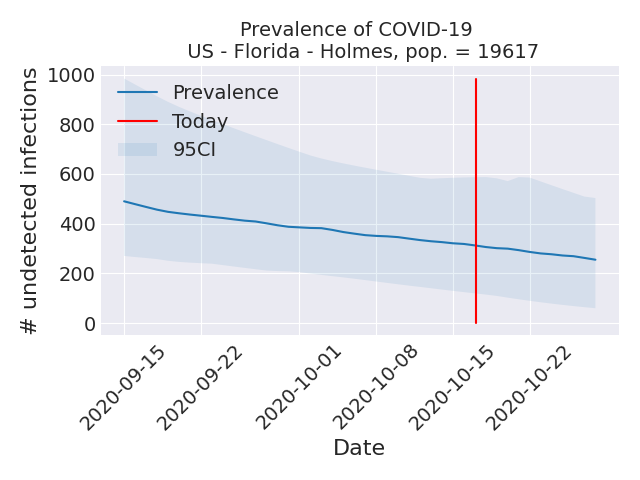 Prevalence of COVID-19
US - Florida - Holmes, pop. = 19617
# undetected infections
1000
800
600
400
200
0
Prevalence
Today
95CI
2020-09-15
2020-09-22
2020-10-01
2020-10-08
2020-10-15
2020-10-22
Date